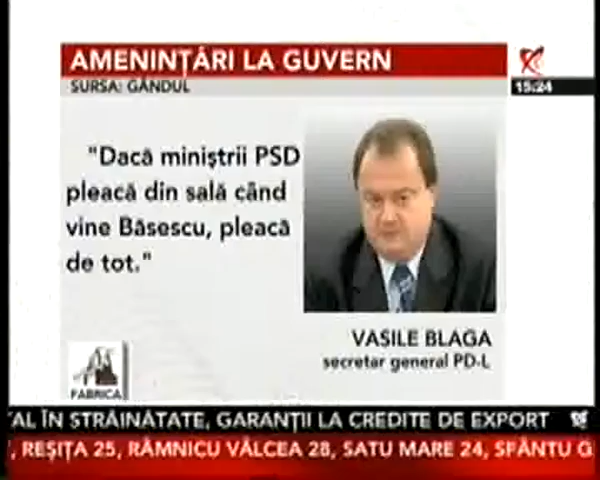 AMENINȚĂRI LA GUVERN
SURSA: GÂNDUL
15:24
"Dacă miniștrii PSD
pleacă din sală când
vine Băsescu, pleacă
de tot."
VASILE BLAGA
secretar general PD-L
FABRICA
AL ÎN STRĂINĂTATE, GARANȚII LA CREDITE DE EXPORT
, REȘIȚA 25, RÂMNICU VÂLCEA 28, SATU MARE 24, SFÂNTU G